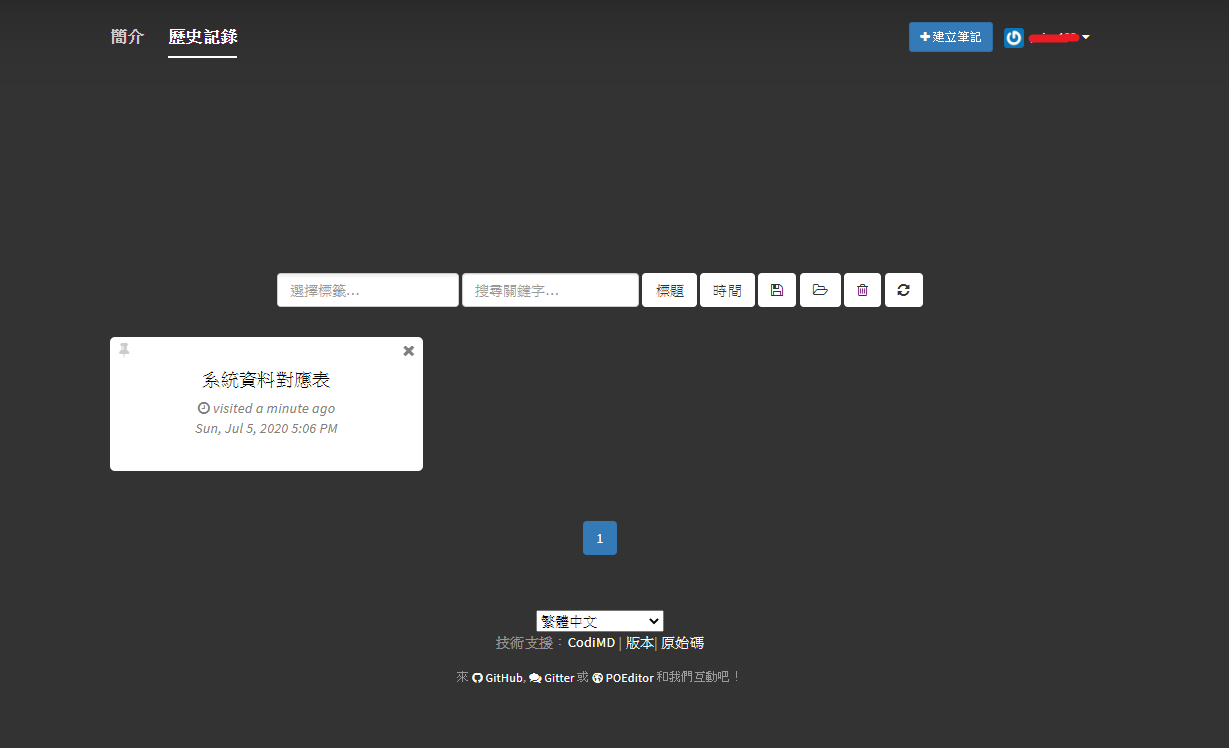 簡介 歷史記錄 建立筆記
選擇標籤... 搜尋關鍵字... 標題 時間
系統資料對應表
visited a minute ago
Sun, Jul 5, 2020 5:06 PM
1
繁體中文
技術支援：CodiMD | 版本| 原始碼
來 GitHub, Gitter 或 POEditor 和我們互動吧！